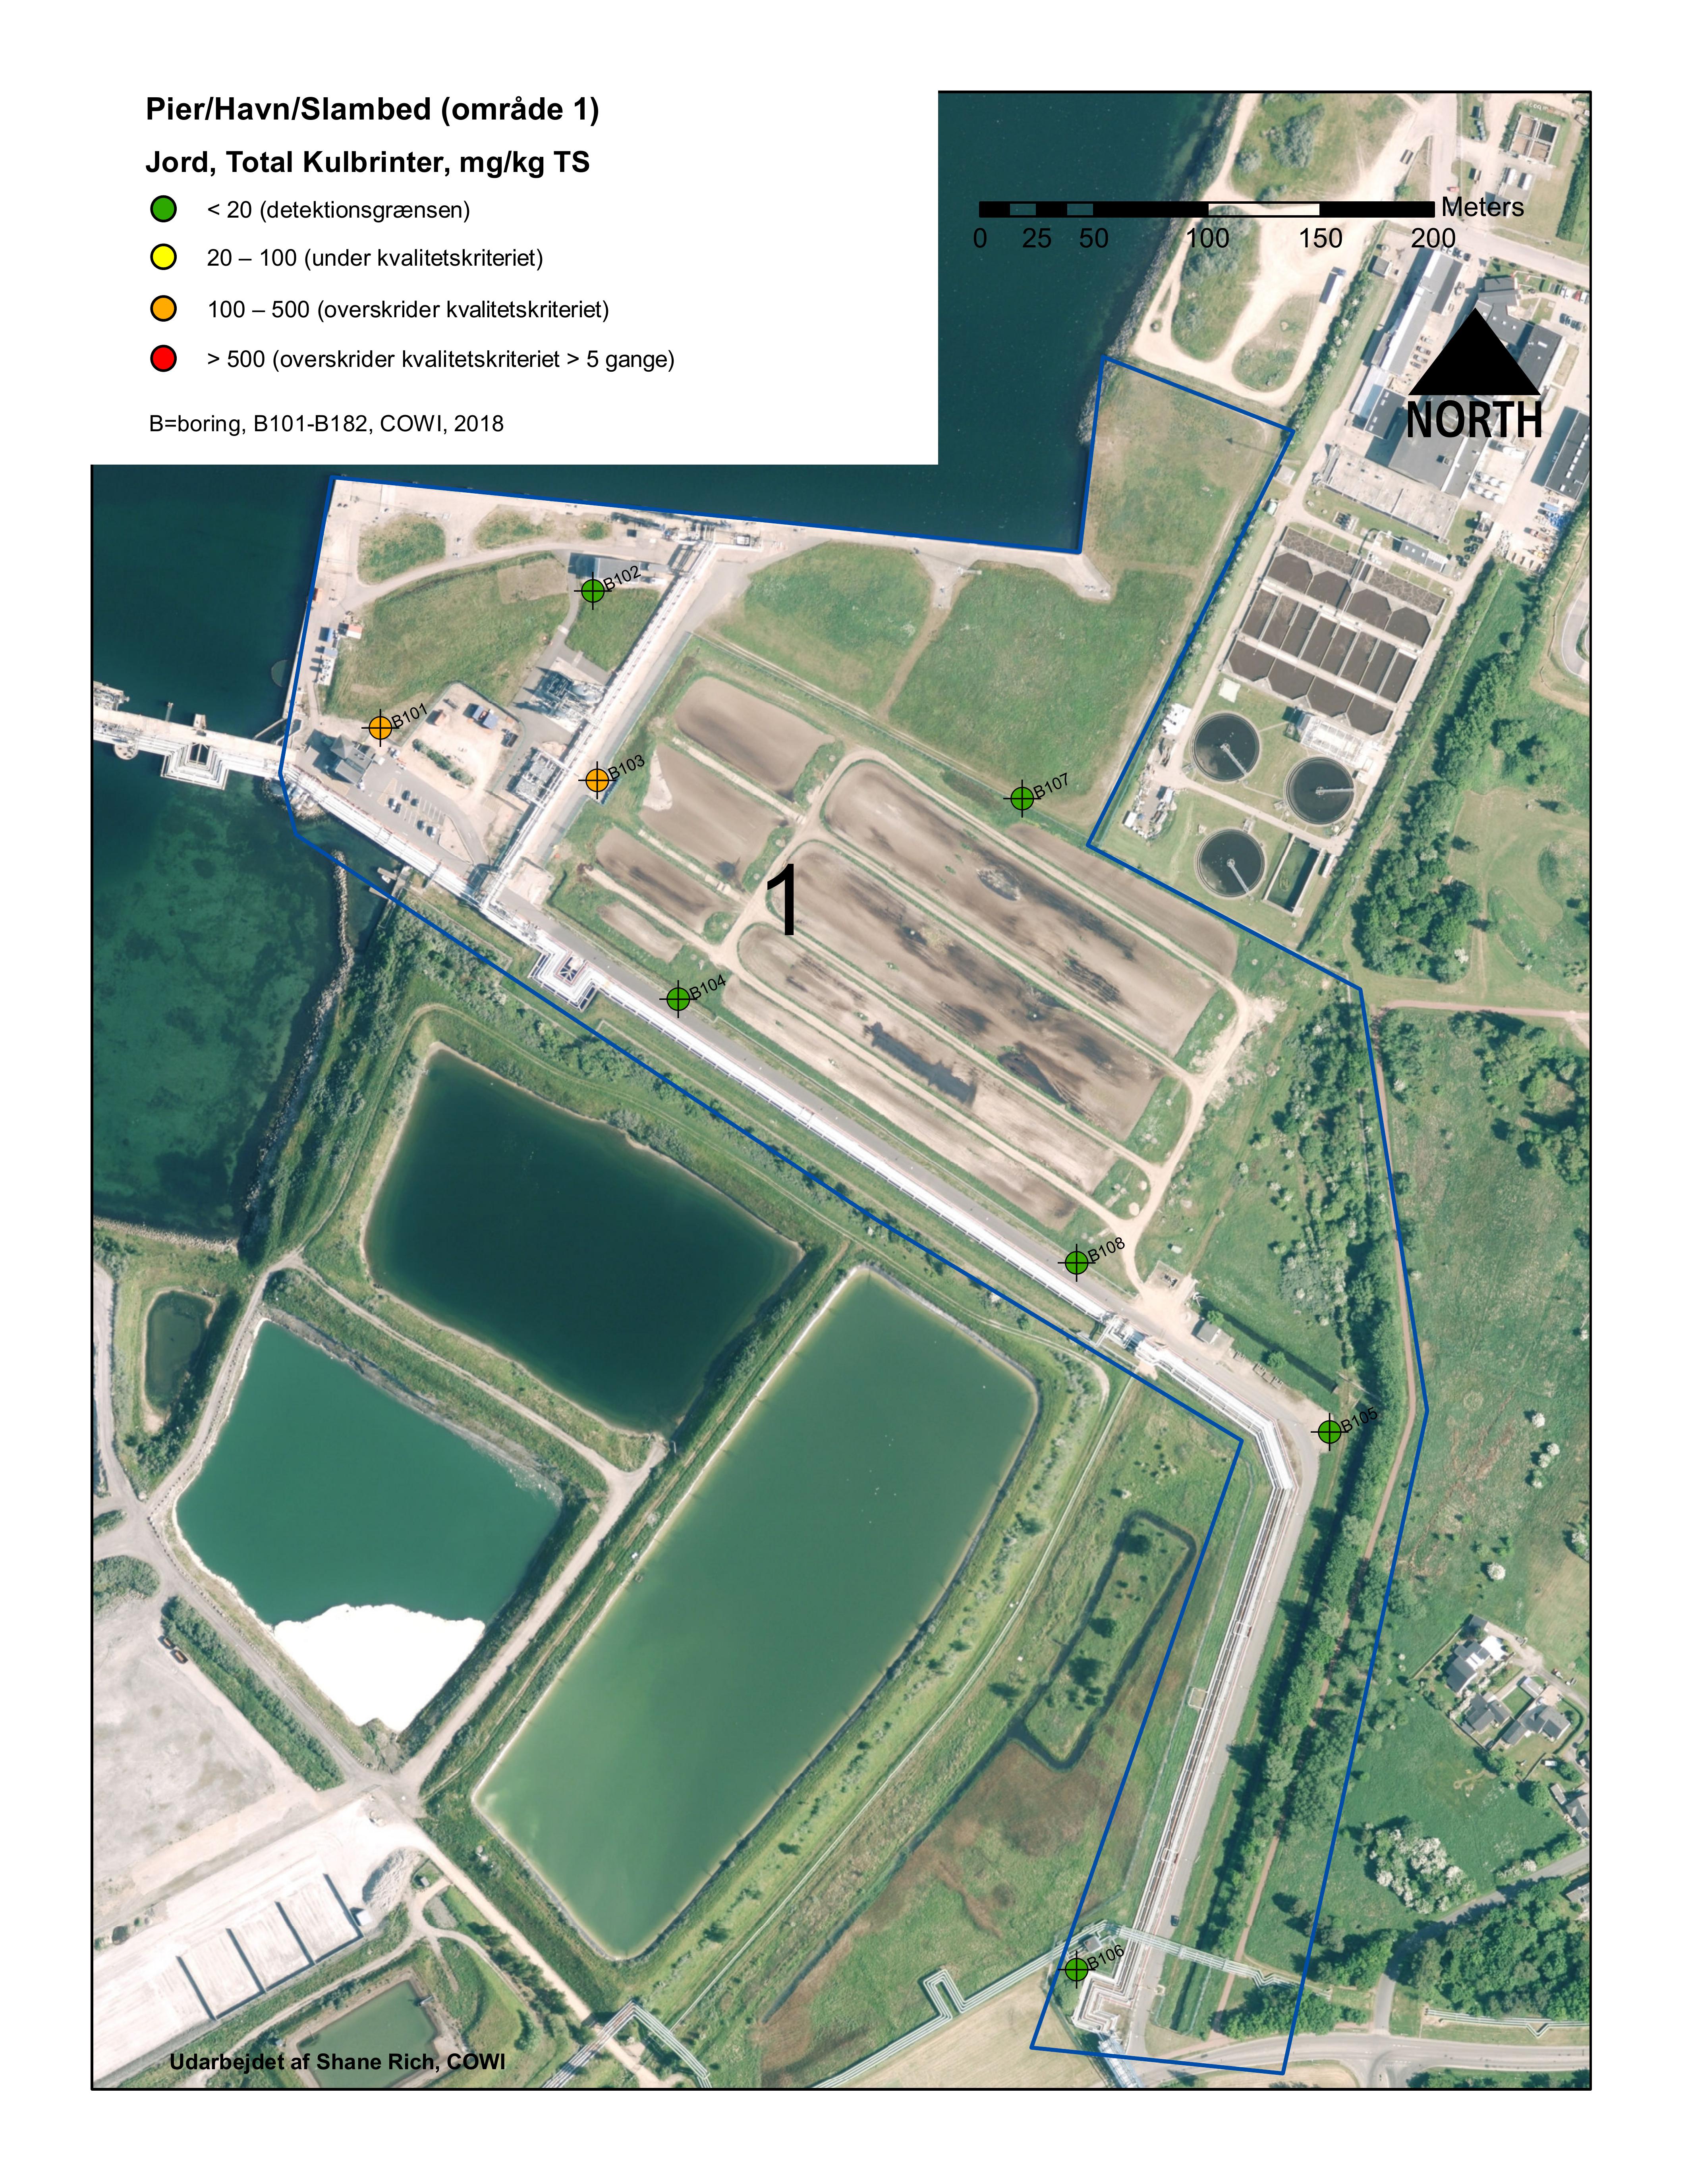 Pier/Havn/Slambed (område 1)
Jord, Total Kulbrinter, mg/kg TS
< 20 (detektionsgrænsen)
20 – 100 (under kvalitetskriteriet)
100 – 500 (overskrider kvalitetskriteriet)
> 500 (overskrider kvalitetskriteriet > 5 gange)
B=boring, B101-B182, COWI, 2018
Meters
0 25 50 100 150 200
NORTH
B102
B101
B103
B107
1
B104
B108
B105
B106
Udarbejdet af Shane Rich, COWI